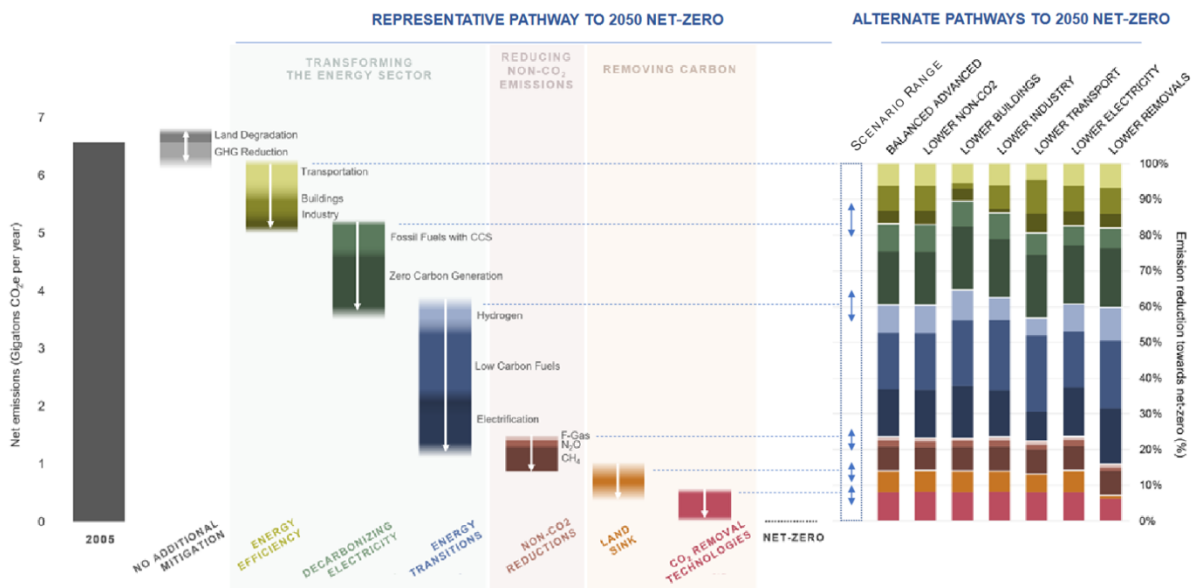 REPRESENTATIVE PATHWAY TO 2050 NET-ZERO
ALTERNATE PATHWAYS TO 2050 NET-ZERO
TRANSFORMING
THE ENERGY SECTOR
REDUCING
NON-CO₂
EMISSIONS
REMOVING CARBON
SCENARIO RANGE
BALANCED ADVANCED
LOWER NON-CO2
LOWER BUILDINGS
LOWER INDUSTRY
LOWER TRANSPORT
LOWER ELECTRICITY
LOWER REMOVALS
Net emissions (Gigatons CO₂e per year)
7
6
5
4
3
2
1
0
Land Degradation
GHG Reduction
Transportation
Buildings
Industry
Fossil Fuels with CCS
Zero Carbon Generation
Hydrogen
Low Carbon Fuels
Electrification
F-Gas
N₂O
CH₄
100%
90%
80%
70%
60%
50%
40%
30%
20%
10%
0%
Emission reduction towards
net-zero (%)
2005
NO ADDITIONAL
MITIGATION
ENERGY
EFFICIENCY
DECARBONIZING
ELECTRICITY
ENERGY
TRANSITIONS
NON-CO2
REDUCTIONS
LAND
SINK
CO₂ REMOVAL
TECHNOLOGIES
NET-ZERO